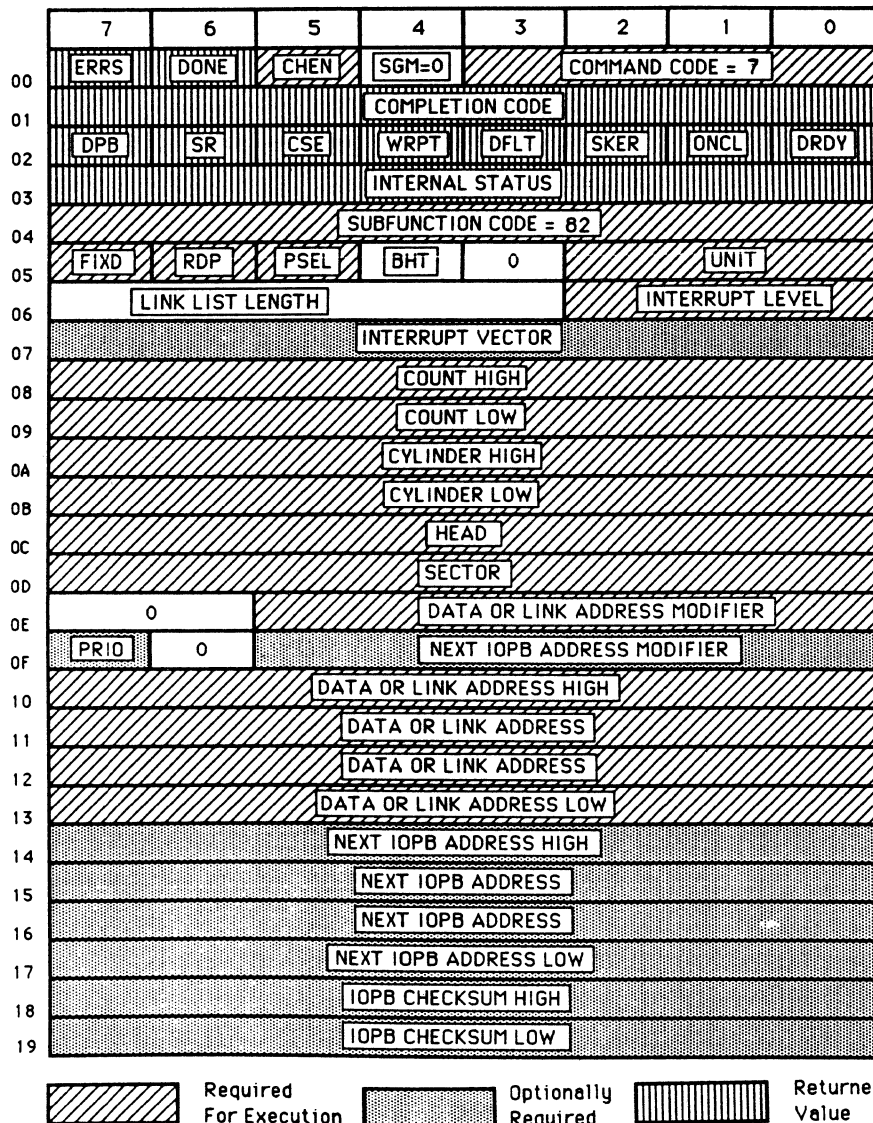 7 6 5 4 3 2 1 0
ERRS DONE CHEN SGM=0 COMMAND CODE = 7
00
COMPLETION CODE
01
DPB SR CSE WRPT DFLT SKER ONCL DRDY
02
INTERNAL STATUS
03
SUBFUNCTION CODE = 82
04
FIXD RDP PSEL BHT 0 UNIT
05
LINK LIST LENGTH INTERRUPT LEVEL
06
INTERRUPT VECTOR
07
COUNT HIGH
08
COUNT LOW
09
CYLINDER HIGH
0A
CYLINDER LOW
0B
HEAD
0C
SECTOR
0D
0 DATA OR LINK ADDRESS MODIFIER
0E
PRIO 0 NEXT IOPB ADDRESS MODIFIER
0F
DATA OR LINK ADDRESS HIGH
10
DATA OR LINK ADDRESS
11
DATA OR LINK ADDRESS
12
DATA OR LINK ADDRESS LOW
13
NEXT IOPB ADDRESS HIGH
14
NEXT IOPB ADDRESS
15
NEXT IOPB ADDRESS
16
NEXT IOPB ADDRESS LOW
17
IOPB CHECKSUM HIGH
18
IOPB CHECKSUM LOW
19
Required
For Execution
Optionally
Required
Returne
Value